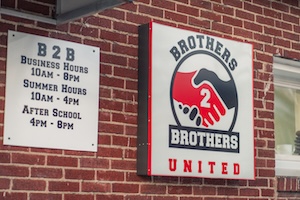 B2B
BUSINESS HOURS
10AM - 8PM
SUMMER HOURS
10AM - 4PM
AFTER SCHOOL
4PM - 8PM
BROTHERS
2
BROTHERS
UNITED